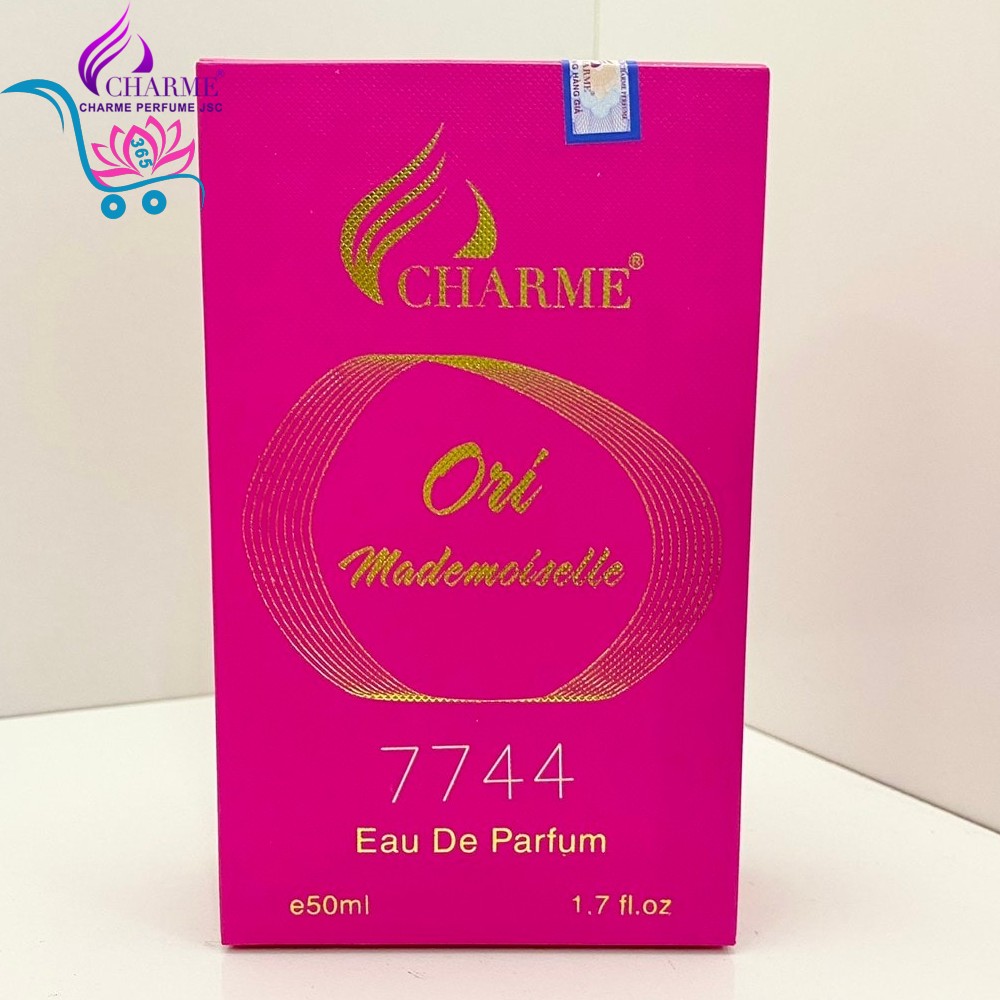 CHARME®
CHARME PERFUME JSC
365
CHARME®
Ori
Mademoiselle
7744
Eau De Parfum
e50ml
1.7 fl.oz